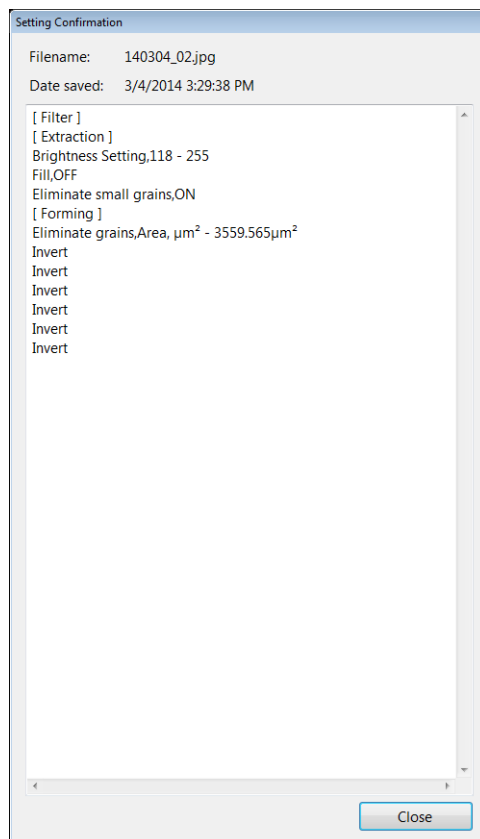 Setting Confirmation
Filename: 140304_02.jpg
Date saved: 3/4/2014 3:29:38 PM
[ Filter ]
[ Extraction ]
Brightness Setting,118 - 255
Fill,OFF
Eliminate small grains,ON
[ Forming ]
Eliminate grains,Area, µm² - 3559.565µm²
Invert
Invert
Invert
Invert
Invert
Invert
Close